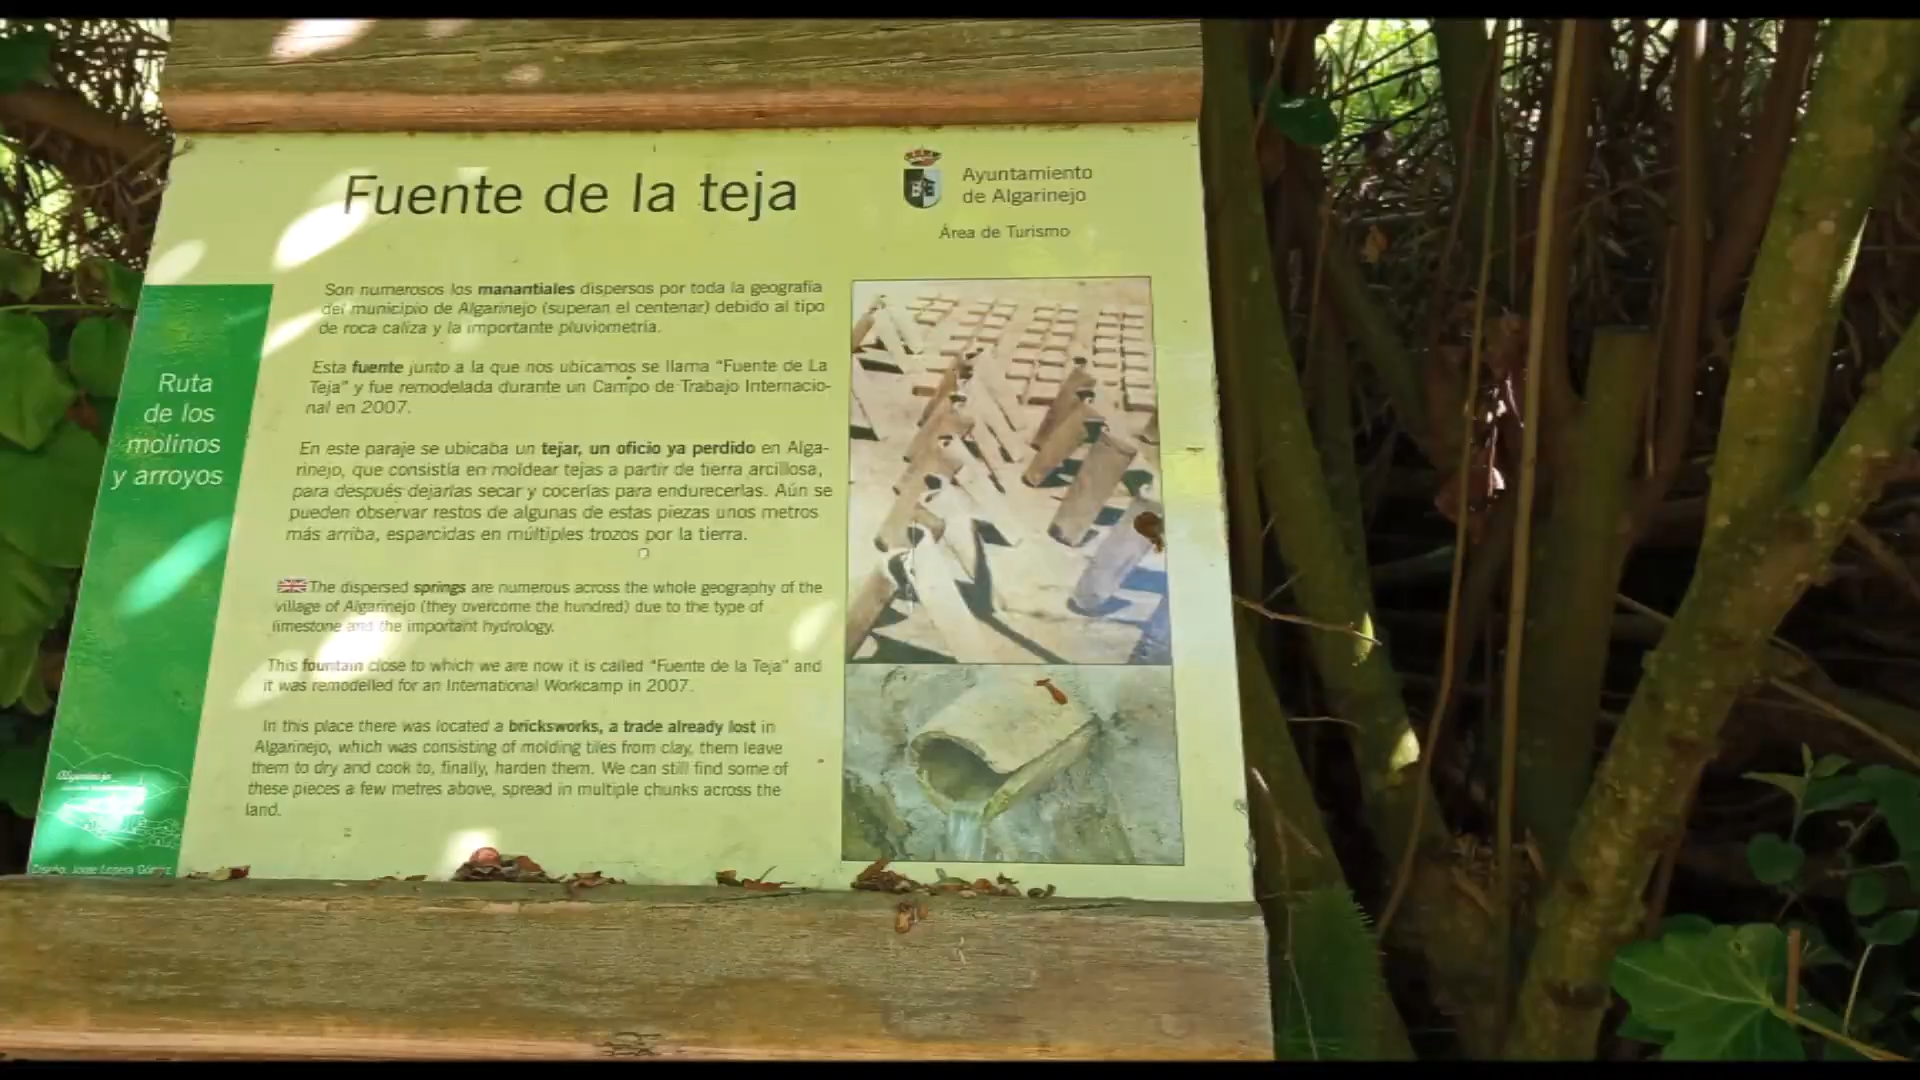 Fuente de la teja
Ayuntamiento
de Algarinejo
Área de Turismo
Ruta
de los
molinos
y arroyos
Son numerosos los manantiales dispersos por toda la geografía
del municipio de Algarinejo (superan el centenar) debido al tipo
de roca caliza y la importante pluviometría.
Esta fuente junto a la que nos ubicamos se llama "Fuente de La
Teja" y fue remodelada durante un Campo de Trabajo Internacio-
nal en 2007.
En este paraje se ubicaba un tejar, un oficio ya perdido en Alga-
rinejo, que consistía en moldear tejas a partir de tierra arcillosa,
para después dejarlas secar y cocerlas para endurecerlas. Aún se
pueden observar restos de algunas de estas piezas unos metros
más arriba, esparcidas en múltiples trozos por la tierra.
The dispersed springs are numerous across the whole geography of the
village of Algarinejo (they overcome the hundred) due to the type of
limestone and the important hydrology.
This fountain close to which we are now it is called "Fuente de la Teja" and
it was remodelled for an International Workcamp in 2007.
In this place there was located a bricksworks, a trade already lost in
Algarinejo, which was consisting of molding tiles from clay, them leave
them to dry and cook to, finally, harden them. We can still find some of
these pieces a few metres above, spread in multiple chunks across the
land.
Algarinejo
Diseño: Jorge